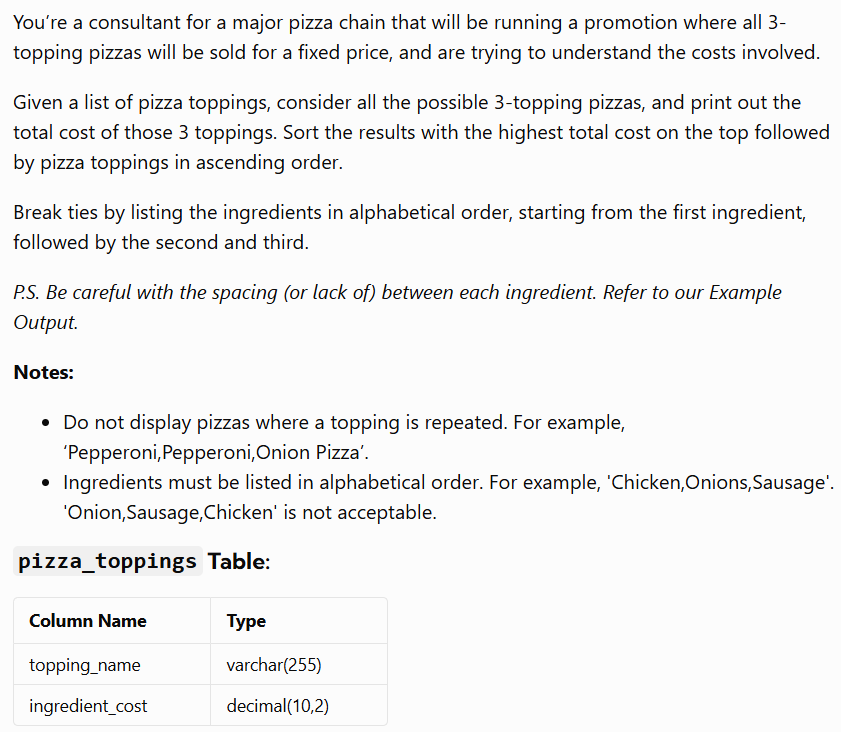 You’re a consultant for a major pizza chain that will be running a promotion where all 3-
topping pizzas will be sold for a fixed price, and are trying to understand the costs involved.
Given a list of pizza toppings, consider all the possible 3-topping pizzas, and print out the
total cost of those 3 toppings. Sort the results with the highest total cost on the top followed
by pizza toppings in ascending order.
Break ties by listing the ingredients in alphabetical order, starting from the first ingredient,
followed by the second and third.
P.S. Be careful with the spacing (or lack of) between each ingredient. Refer to our Example
Output.
Notes:
• Do not display pizzas where a topping is repeated. For example,
‘Pepperoni,Pepperoni,Onion Pizza’.
• Ingredients must be listed in alphabetical order. For example, 'Chicken,Onions,Sausage'.
'Onion,Sausage,Chicken' is not acceptable.
pizza_toppings Table:
Column Name Type
topping_name varchar(255)
ingredient_cost decimal(10,2)